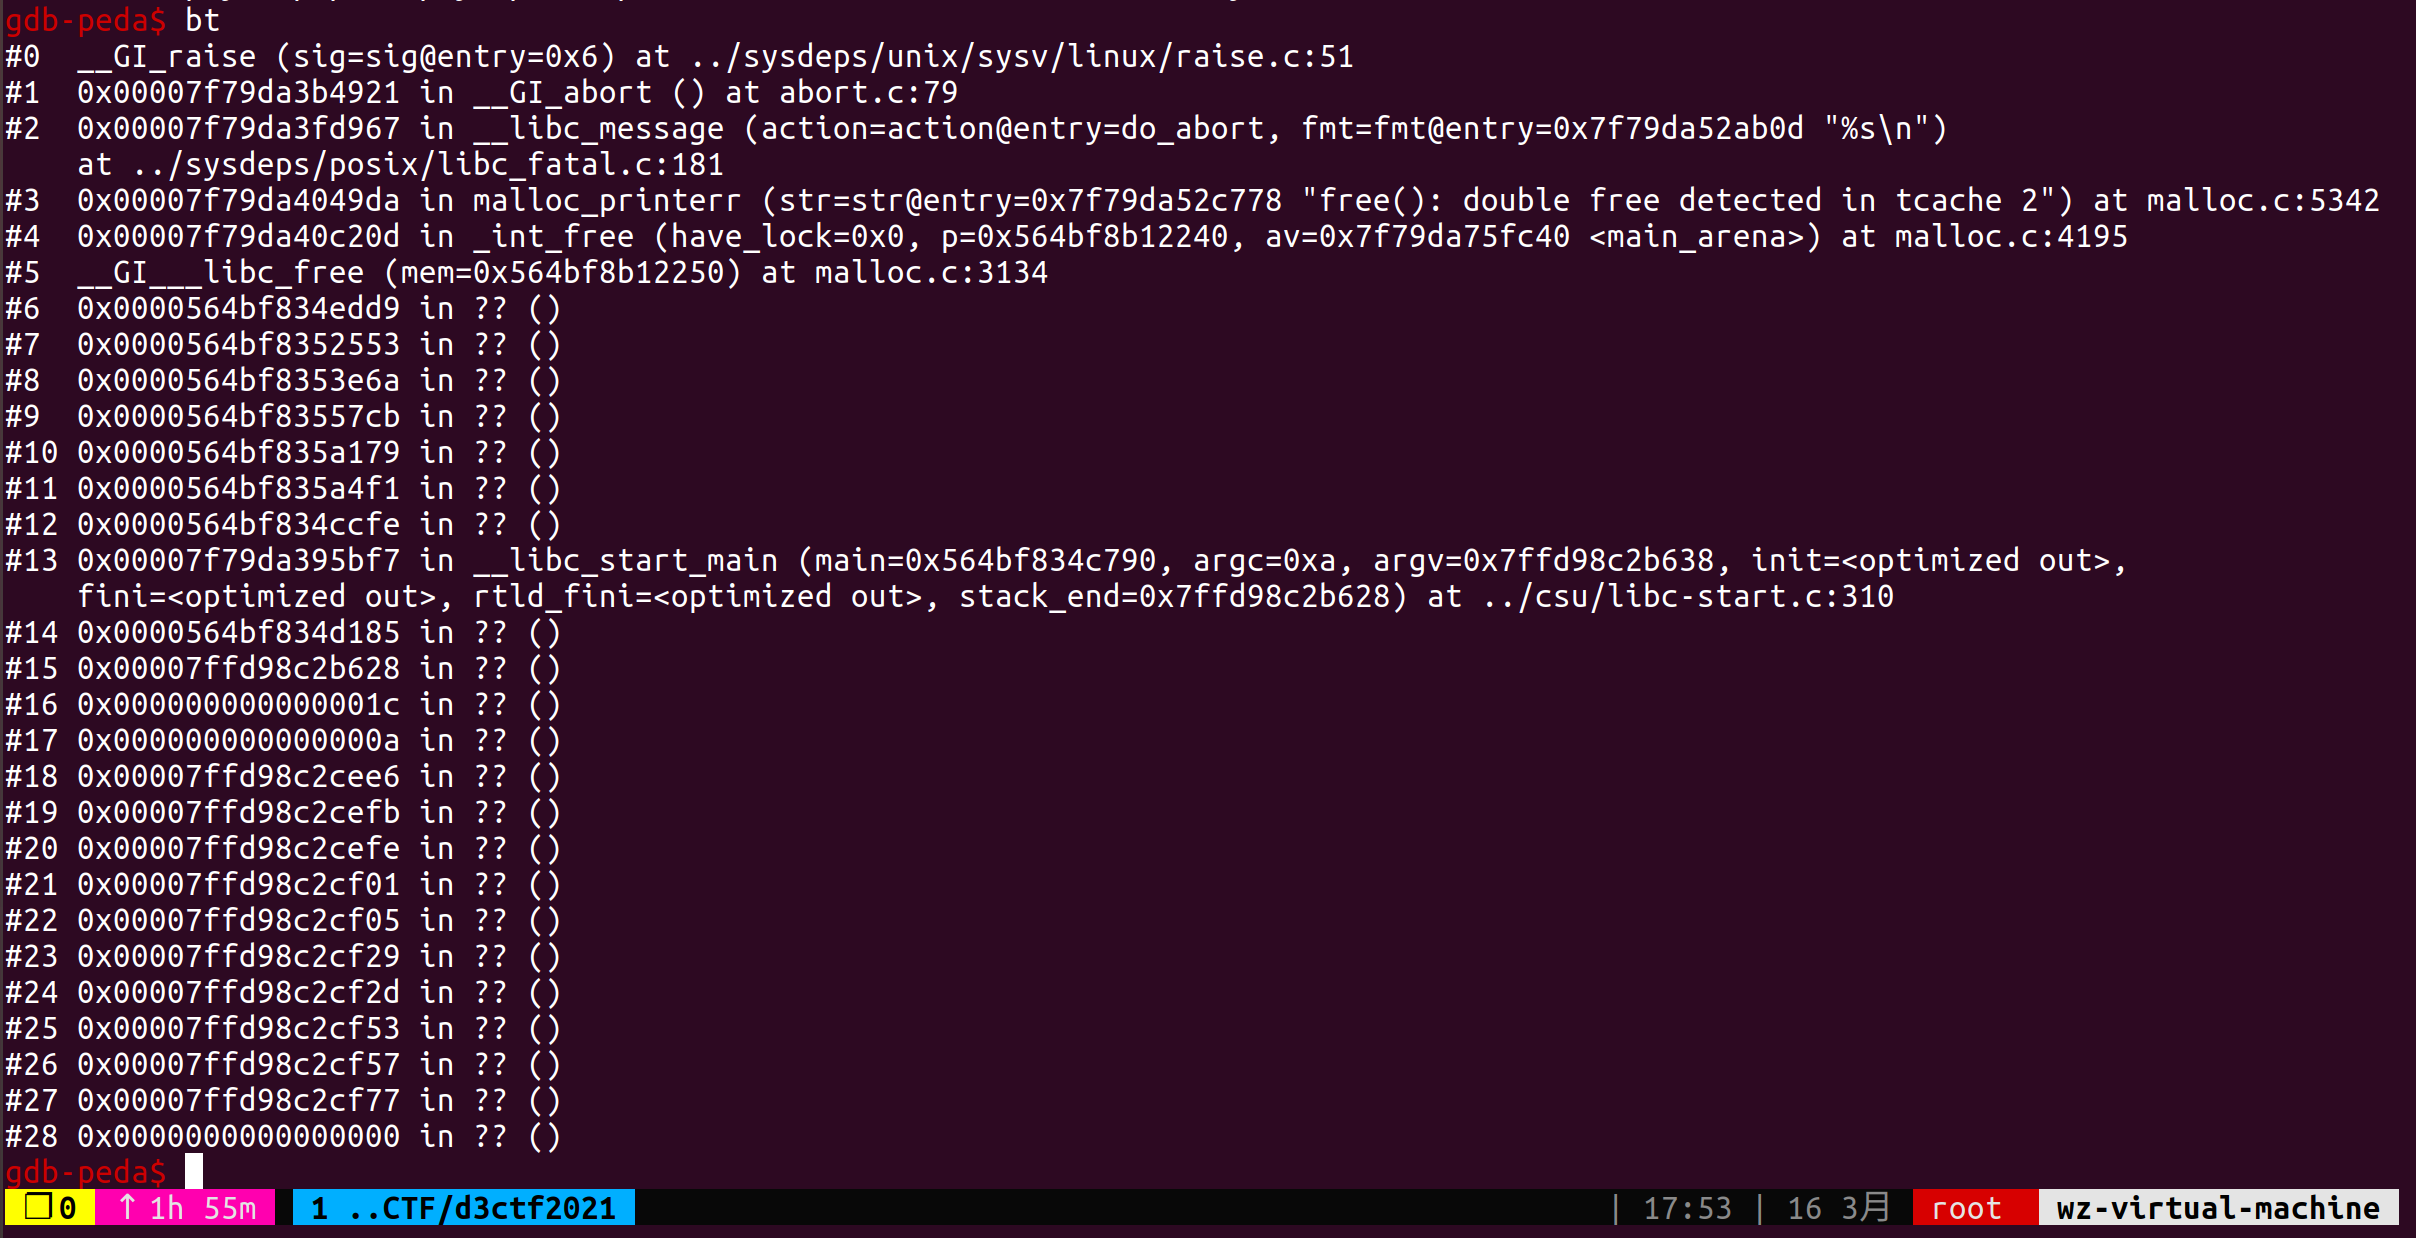 gdb-peda$ bt
#0  __GI_raise (sig=sig@entry=0x6) at ../sysdeps/unix/sysv/linux/raise.c:51
#1  0x00007f79da3b4921 in __GI_abort () at abort.c:79
#2  0x00007f79da3fd967 in __libc_message (action=action@entry=do_abort, fmt=fmt@entry=0x7f79da52ab0d "%s\n")
    at ../sysdeps/posix/libc_fatal.c:181
#3  0x00007f79da4049da in malloc_printerr (str=str@entry=0x7f79da52c778 "free(): double free detected in tcache 2") at malloc.c:5342
#4  0x00007f79da40c20d in _int_free (have_lock=0x0, p=0x564bf8b12240, av=0x7f79da75fc40 <main_arena>) at malloc.c:4195
#5  __GI___libc_free (mem=0x564bf8b12250) at malloc.c:3134
#6  0x0000564bf834edd9 in ?? ()
#7  0x0000564bf8352553 in ?? ()
#8  0x0000564bf8353e6a in ?? ()
#9  0x0000564bf83557cb in ?? ()
#10 0x0000564bf835a179 in ?? ()
#11 0x0000564bf835a4f1 in ?? ()
#12 0x0000564bf834ccfe in ?? ()
#13 0x00007f79da395bf7 in __libc_start_main (main=0x564bf834c790, argc=0xa, argv=0x7ffd98c2b638, init=<optimized out>,
    fini=<optimized out>, rtld_fini=<optimized out>, stack_end=0x7ffd98c2b628) at ../csu/libc-start.c:310
#14 0x0000564bf834d185 in ?? ()
#15 0x00007ffd98c2b628 in ?? ()
#16 0x000000000000001c in ?? ()
#17 0x000000000000000a in ?? ()
#18 0x00007ffd98c2cee6 in ?? ()
#19 0x00007ffd98c2cefb in ?? ()
#20 0x00007ffd98c2cefe in ?? ()
#21 0x00007ffd98c2cf01 in ?? ()
#22 0x00007ffd98c2cf05 in ?? ()
#23 0x00007ffd98c2cf29 in ?? ()
#24 0x00007ffd98c2cf2d in ?? ()
#25 0x00007ffd98c2cf53 in ?? ()
#26 0x00007ffd98c2cf57 in ?? ()
#27 0x00007ffd98c2cf77 in ?? ()
#28 0x0000000000000000 in ?? ()
gdb-peda$
❐ 0 ↑ 1h 55m 1 ..CTF/d3ctf2021 | 17:53 | 16 3月 root wz-virtual-machine